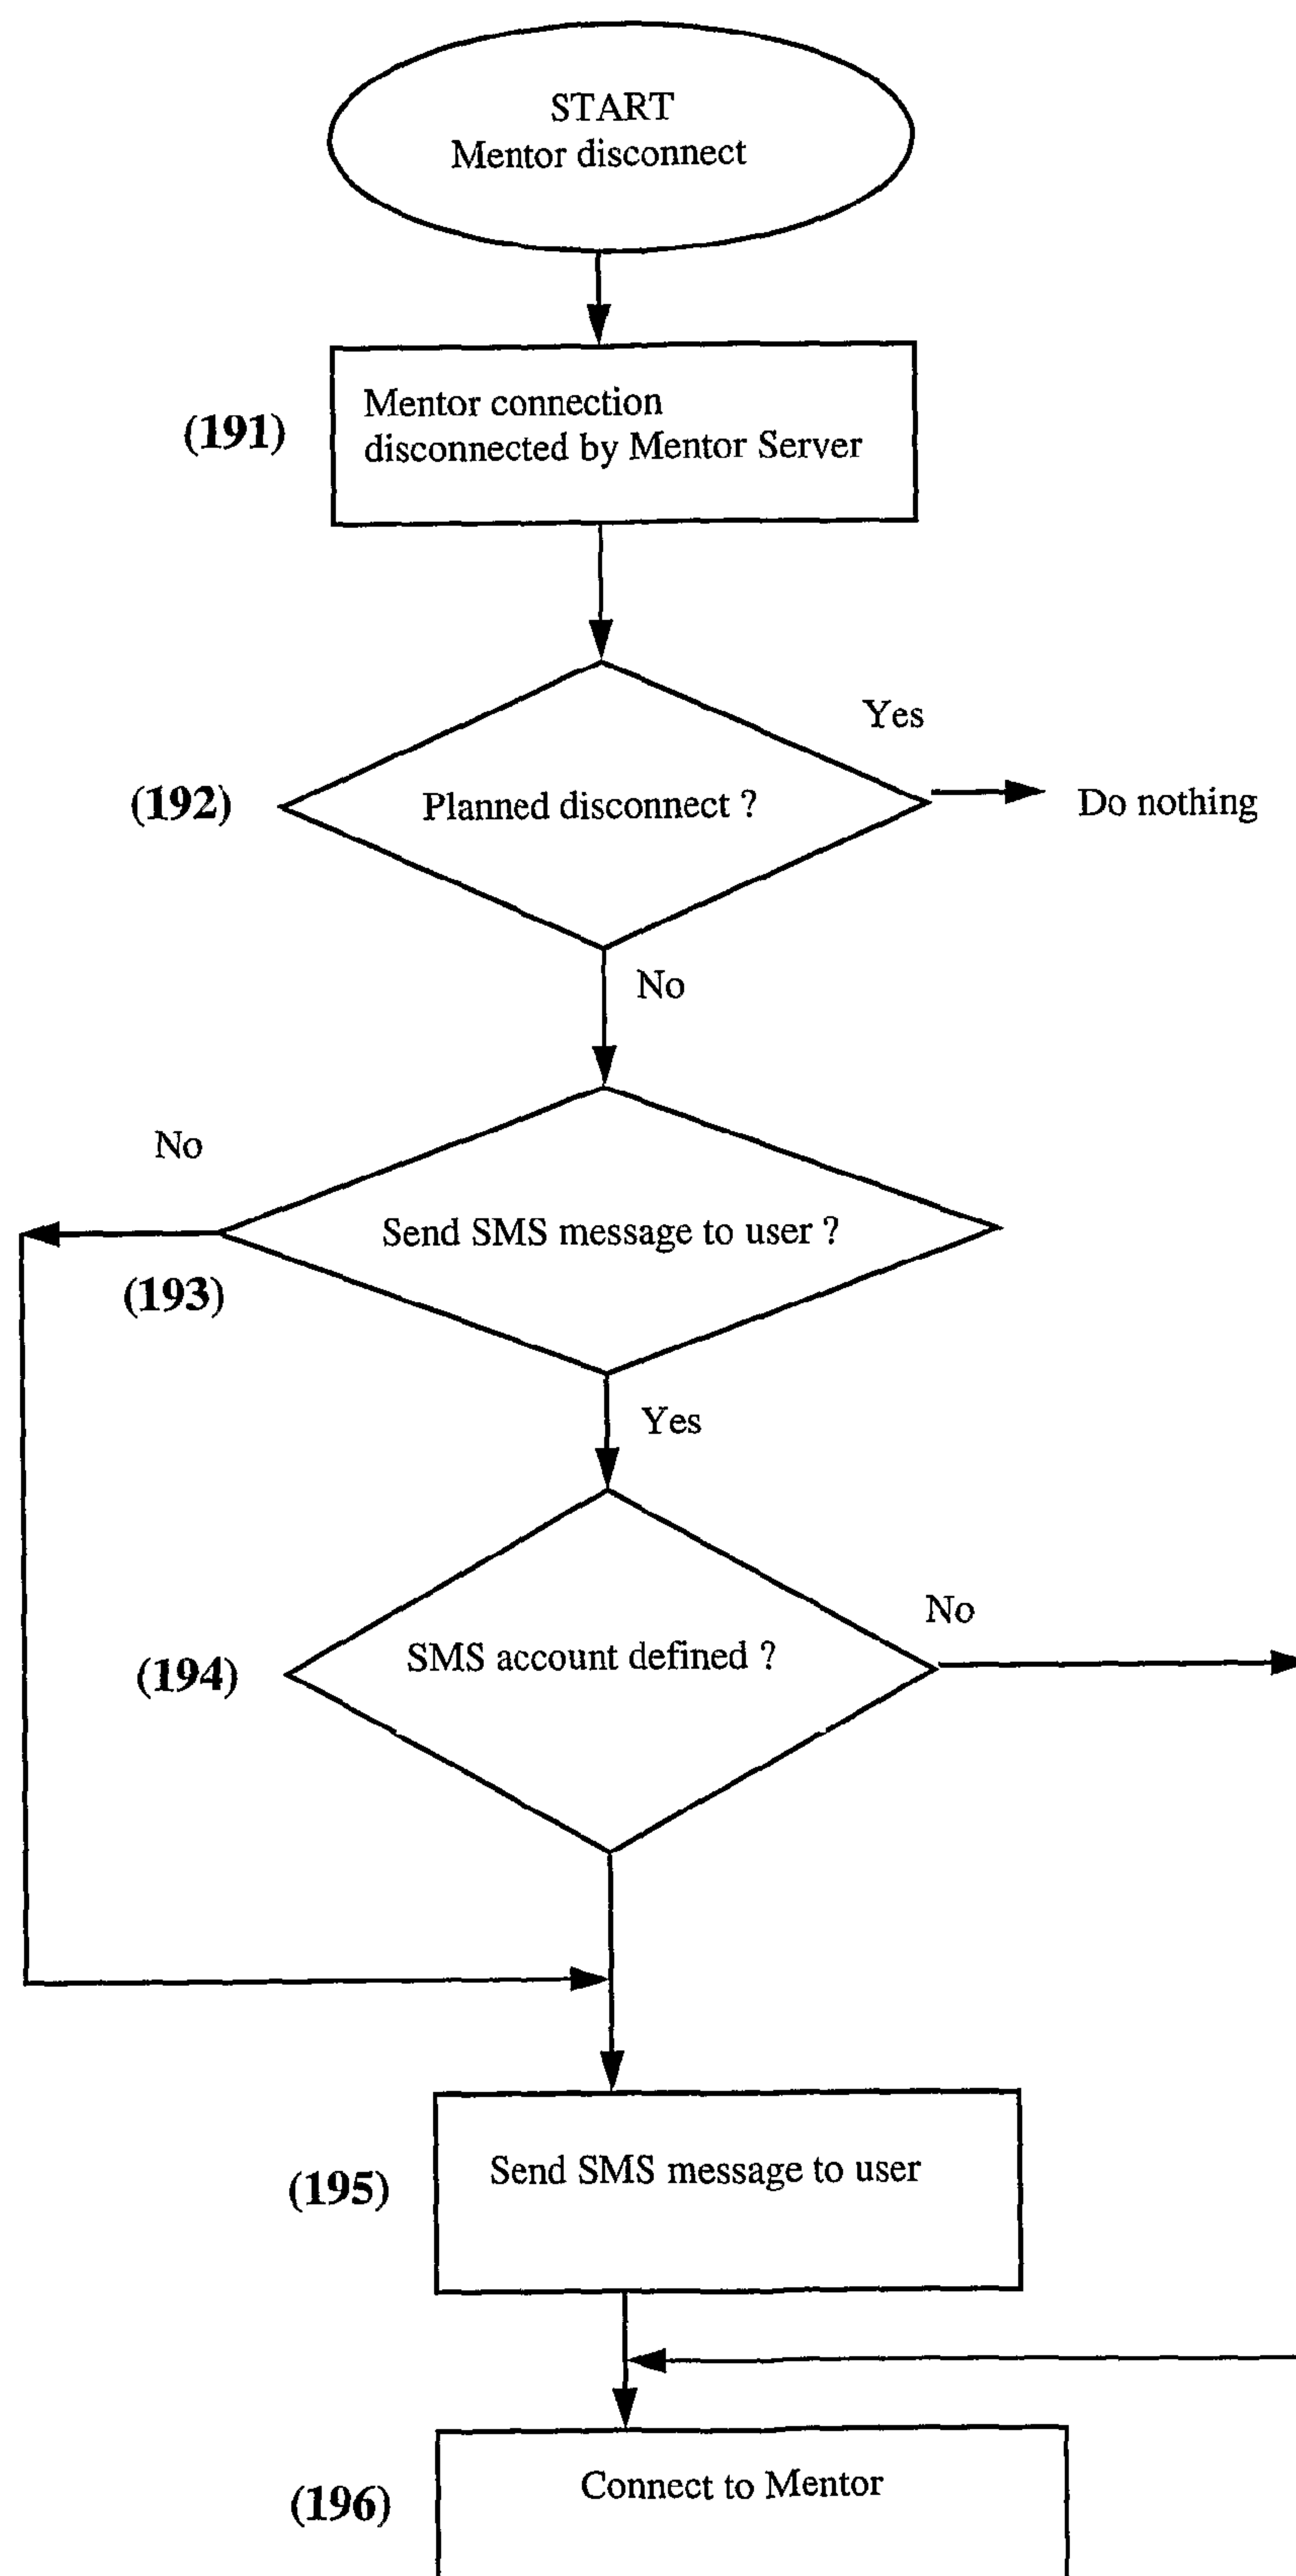 START
Mentor disconnect
(191)
Mentor connection
disconnected by Mentor Server
Yes
(192)
Planned disconnect ?
Do nothing
No
No
Send SMS message to user ?
(193)
Yes
No
SMS account defined ?
(194)
Send SMS message to user
(195)
Connect to Mentor
(196)